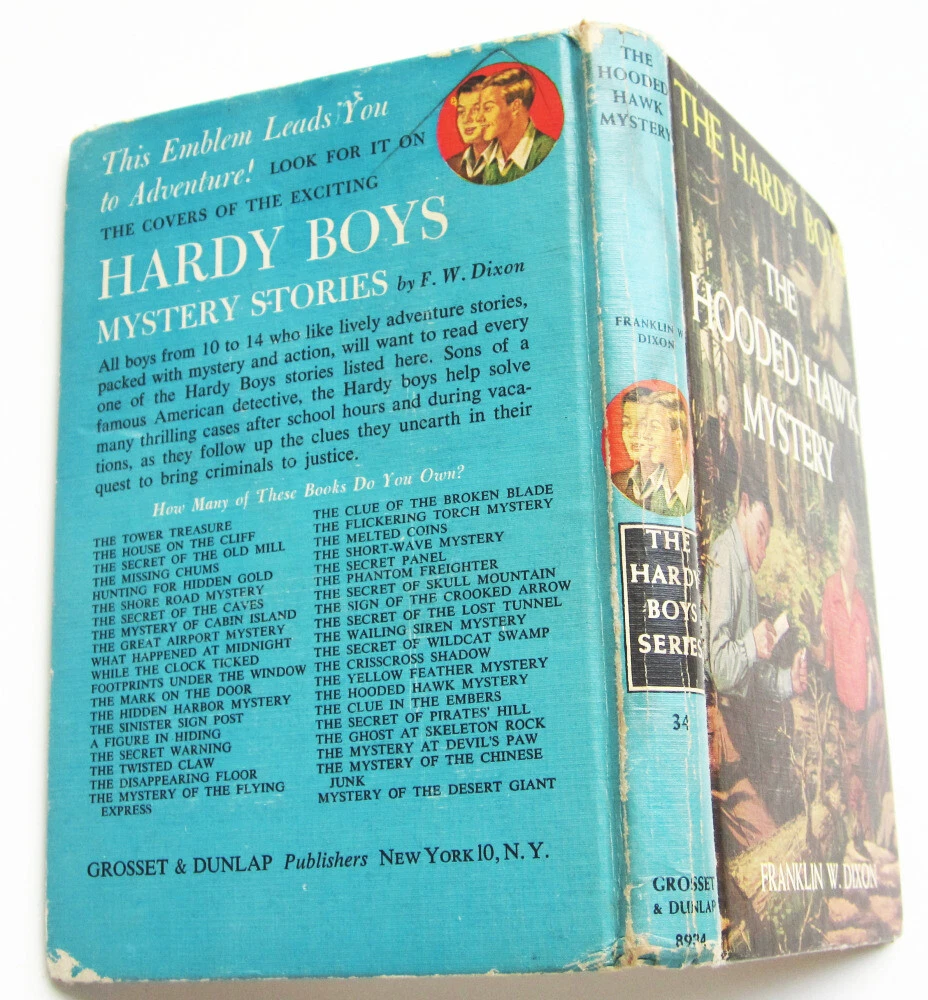 This Emblem Leads You
to Adventure! LOOK FOR IT ON
THE COVERS OF THE EXCITING
HARDY BOYS
MYSTERY STORIES by F. W. Dixon
All boys from 10 to 14 who like lively adventure stories,
packed with mystery and action, will want to read every
one of the Hardy Boys stories listed here. Sons of a
famous American detective, the Hardy boys help solve
many thrilling cases after school hours and during vaca-
tions, as they follow up the clues they unearth in their
quest to bring criminals to justice.
How Many of These Books Do You Own?
THE TOWER TREASURE
THE HOUSE ON THE CLIFF
THE SECRET OF THE OLD MILL
THE MISSING CHUMS
HUNTING FOR HIDDEN GOLD
THE SHORE ROAD MYSTERY
THE SECRET OF THE CAVES
THE MYSTERY OF CABIN ISLAND
THE GREAT AIRPORT MYSTERY
WHAT HAPPENED AT MIDNIGHT
WHILE THE CLOCK TICKED
FOOTPRINTS UNDER THE WINDOW
THE MARK ON THE DOOR
THE HIDDEN HARBOR MYSTERY
THE SINISTER SIGN POST
A FIGURE IN HIDING
THE SECRET WARNING
THE TWISTED CLAW
THE DISAPPEARING FLOOR
THE MYSTERY OF THE FLYING
EXPRESS
THE CLUE OF THE BROKEN BLADE
THE FLICKERING TORCH MYSTERY
THE MELTED COINS
THE SHORT-WAVE MYSTERY
THE SECRET PANEL
THE PHANTOM FREIGHTER
THE SECRET OF SKULL MOUNTAIN
THE SIGN OF THE CROOKED ARROW
THE SECRET OF THE LOST TUNNEL
THE WAILING SIREN MYSTERY
THE SECRET OF WILDCAT SWAMP
THE CRISSCROSS SHADOW
THE YELLOW FEATHER MYSTERY
THE HOODED HAWK MYSTERY
THE CLUE IN THE EMBERS
THE SECRET OF PIRATES' HILL
THE GHOST AT SKELETON ROCK
THE MYSTERY AT DEVIL'S PAW
THE MYSTERY OF THE CHINESE
JUNK
MYSTERY OF THE DESERT GIANT
GROSSET & DUNLAP Publishers NEW YORK 10, N. Y.
THE
HOODED
HAWK
MYSTERY
FRANKLIN W.
DIXON
THE
HARDY
BOYS
SERIES
34
GROSSET
& DUNLAP
8934
THE HARDY BOYS
THE
HOODED HAWK
MYSTERY
FRANKLIN W. DIXON